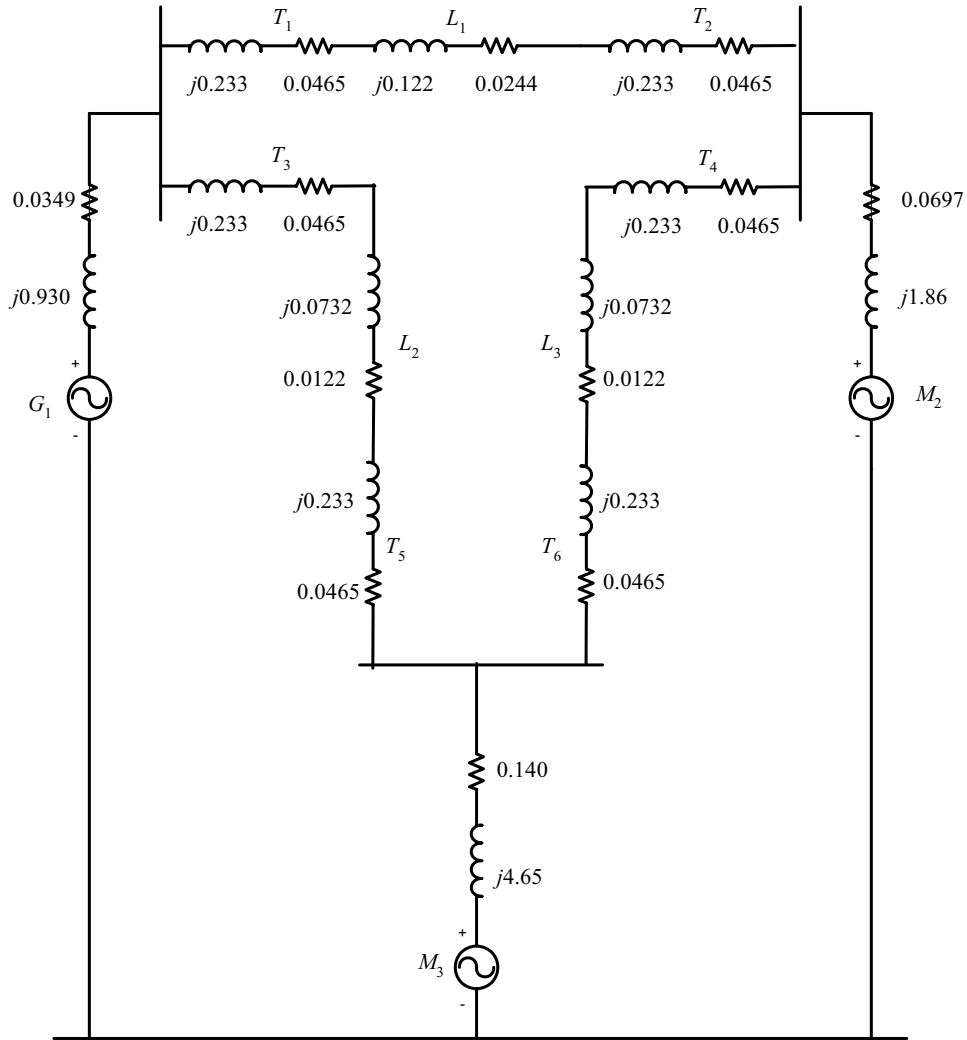 T₁ L₁ T₂
j0.233 0.0465 j0.122 0.0244 j0.233 0.0465
T₃ T₄
0.0349 0.0697
j0.233 0.0465 j0.233 0.0465
j0.930 j0.0732 j0.0732 j1.86
L₂ L₃
+ +
0.0122 0.0122
G₁ M₂
- -
j0.233 j0.233
T₅ T₆
0.0465 0.0465
0.140
j4.65
+
M₃
-